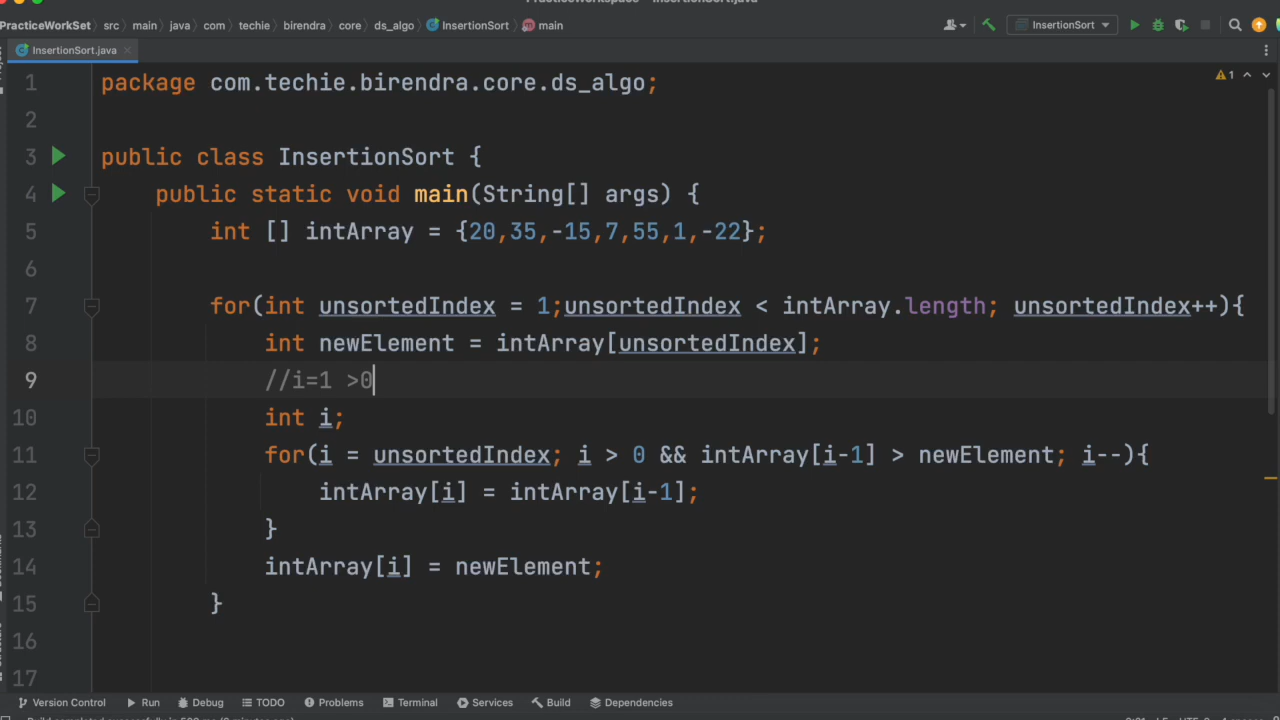 PracticeWorkSet src main java com techie birendra core ds_algo InsertionSort main InsertionSort
InsertionSort.java
1 package com.techie.birendra.core.ds_algo; 1
2
3 public class InsertionSort {
4 public static void main(String[] args) {
5 int [] intArray = {20,35,-15,7,55,1,-22};
6
7 for(int unsortedIndex = 1;unsortedIndex < intArray.length; unsortedIndex++){
8 int newElement = intArray[unsortedIndex];
9 //i=1 >0
10 int i;
11 for(i = unsortedIndex; i > 0 && intArray[i-1] > newElement; i--){
12 intArray[i] = intArray[i-1];
13 }
14 intArray[i] = newElement;
15 }
16
17
Version Control Run Debug TODO Problems Terminal Services Build Dependencies